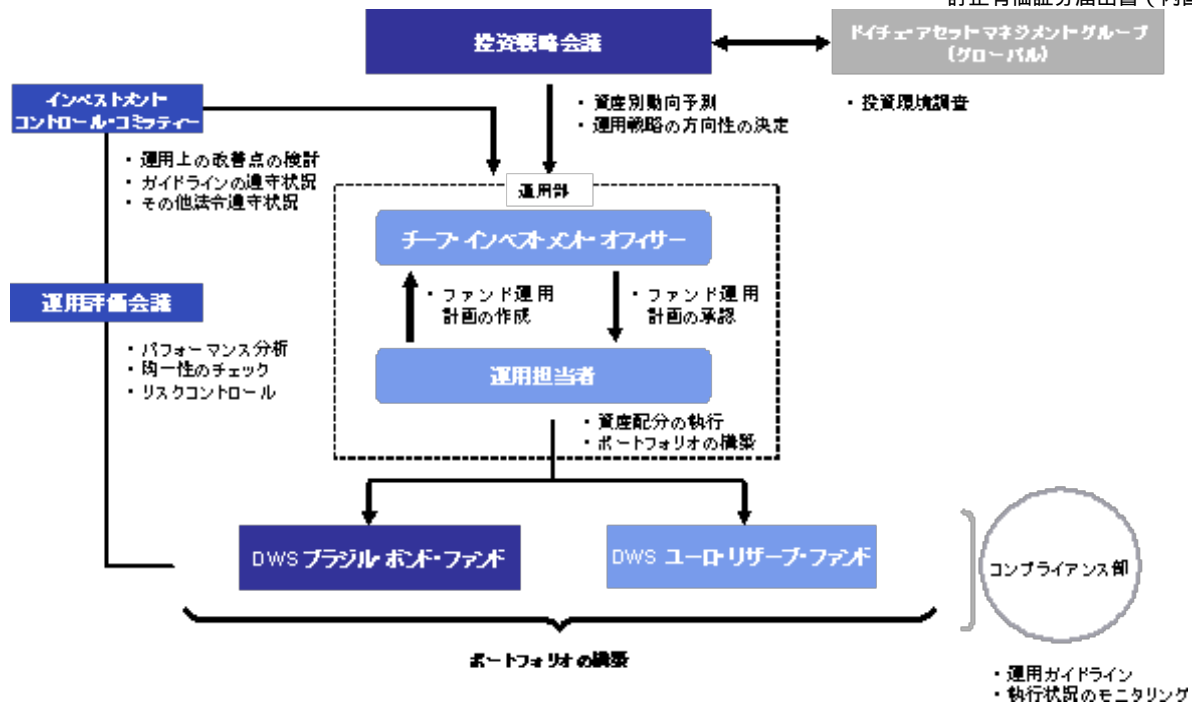 訂正有価証券届出書(内国
投資戦略会議
ドイチェ・アセット・マネジメント・グループ
(グローバル)
・投資環境調査
・資産別動向予測
・運用戦略の方向性の決定
インベストメント
コントロール・コミッティー
・運用上の改善点の検討
・ガイドラインの遵守状況
・その他法令遵守状況
運用部
チーフ・インベストメント・オフィサー
・ファンド運用
計画の作成
・ファンド運用
計画の承認
運用評価会議
・パフォーマンス分析
・均一性のチェック
・リスクコントロール
運用担当者
・資産配分の執行
・ポートフォリオの構築
DWS ブラジル・ボンド・ファンド
DWS ユーロ・リザーブ・ファンド
コンプライアンス部
ポートフォリオの構築
・運用ガイドライン
・執行状況のモニタリング